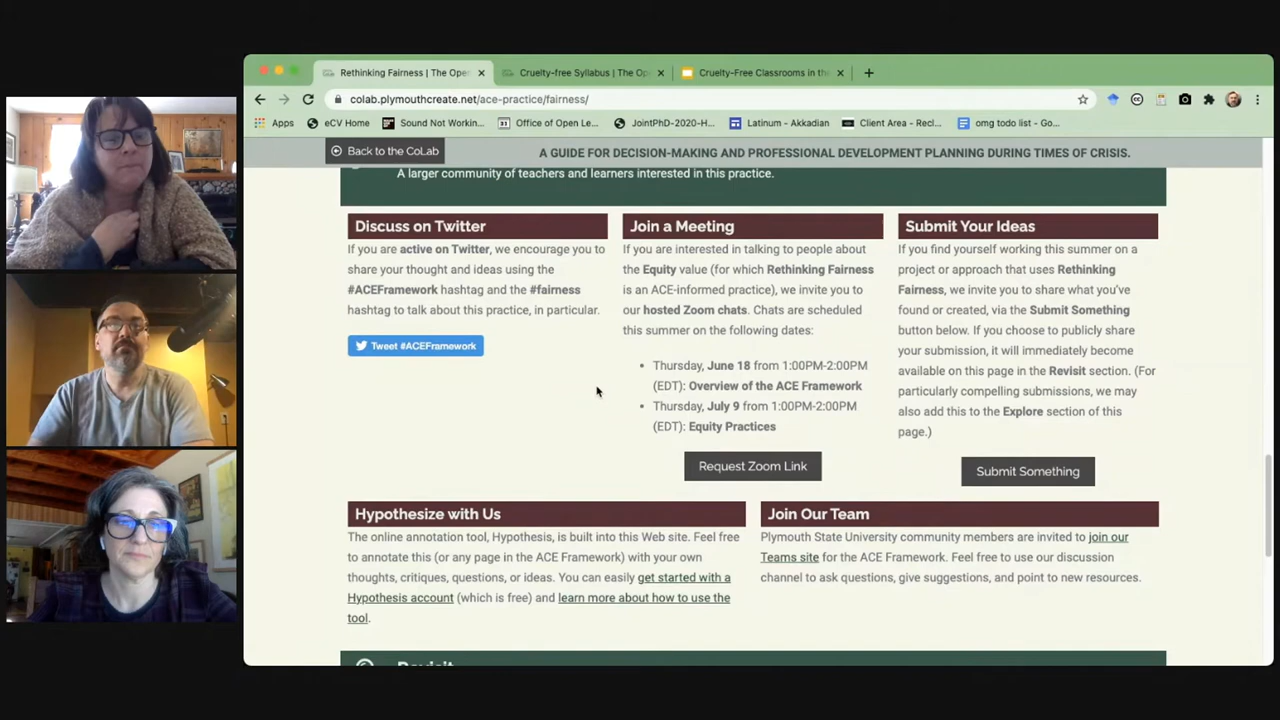 Rethinking Fairness | The Ope
Cruelty-free Syllabus | The Op
Cruelty-Free Classrooms in th
colab.plymouthcreate.net/ace-practice/fairness/
Apps
eCV Home
Sound Not Workin...
Office of Open Le...
JointPhD-2020-H...
Latinum - Akkadian
Client Area - Recl...
omg todo list - Go...
Back to the CoLab
A GUIDE FOR DECISION-MAKING AND PROFESSIONAL DEVELOPMENT PLANNING DURING TIMES OF CRISIS.
A larger community of teachers and learners interested in this practice.
Discuss on Twitter
If you are active on Twitter, we encourage you to
share your thought and ideas using the
#ACEFramework hashtag and the #fairness
hashtag to talk about this practice, in particular.
Tweet #ACEFramework
Join a Meeting
If you are interested in talking to people about
the Equity value (for which Rethinking Fairness
is an ACE-informed practice), we invite you to
our hosted Zoom chats. Chats are scheduled
this summer on the following dates:
• Thursday, June 18 from 1:00PM-2:00PM
(EDT): Overview of the ACE Framework
• Thursday, July 9 from 1:00PM-2:00PM
(EDT): Equity Practices
Request Zoom Link
Submit Your Ideas
If you find yourself working this summer on a
project or approach that uses Rethinking
Fairness, we invite you to share what you've
found or created, via the Submit Something
button below. If you choose to publicly share
your submission, it will immediately become
available on this page in the Revisit section. (For
particularly compelling submissions, we may
also add this to the Explore section of this
page.)
Submit Something
Hypothesize with Us
The online annotation tool, Hypothesis, is built into this Web site. Feel free
to annotate this (or any page in the ACE Framework) with your own
thoughts, critiques, questions, or ideas. You can easily get started with a
Hypothesis account (which is free) and learn more about how to use the
tool.
Join Our Team
Plymouth State University community members are invited to join our
Teams site for the ACE Framework. Feel free to use our discussion
channel to ask questions, give suggestions, and point to new resources.
Revisit